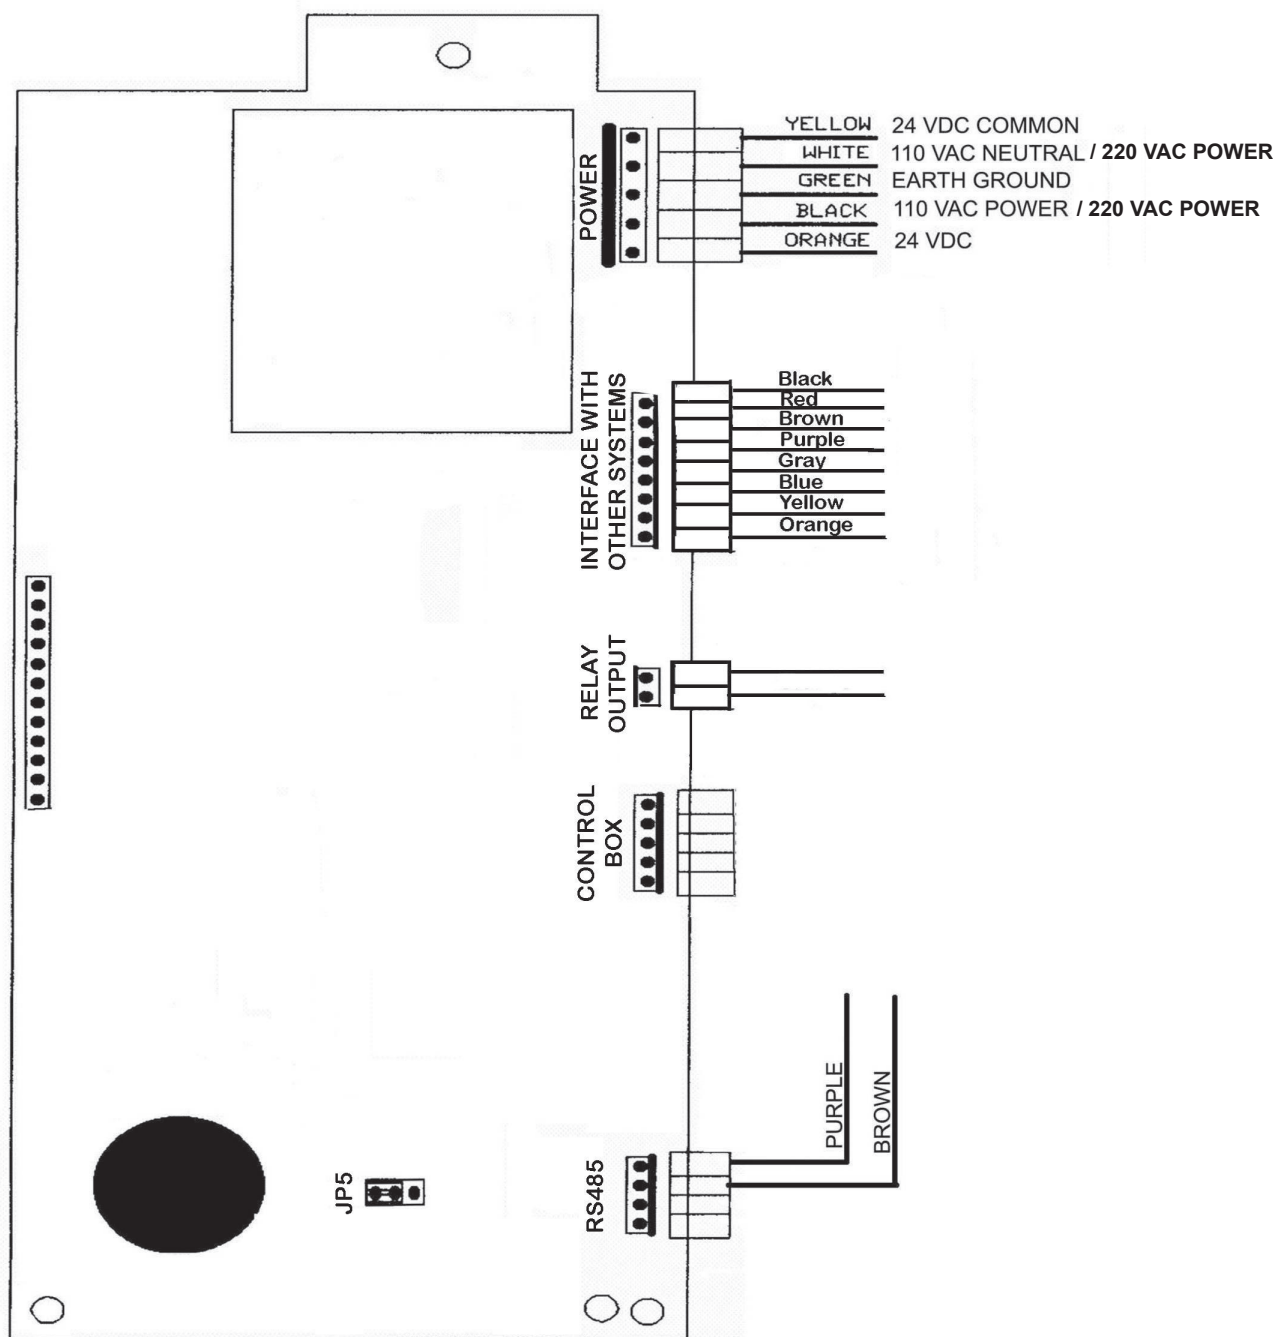 POWER
YELLOW 24 VDC COMMON
WHITE 110 VAC NEUTRAL / 220 VAC POWER
GREEN EARTH GROUND
BLACK 110 VAC POWER / 220 VAC POWER
ORANGE 24 VDC
INTERFACE WITH
OTHER SYSTEMS
Black
Red
Brown
Purple
Gray
Blue
Yellow
Orange
RELAY
OUTPUT
CONTROL
BOX
PURPLE
BROWN
JP5
RS485